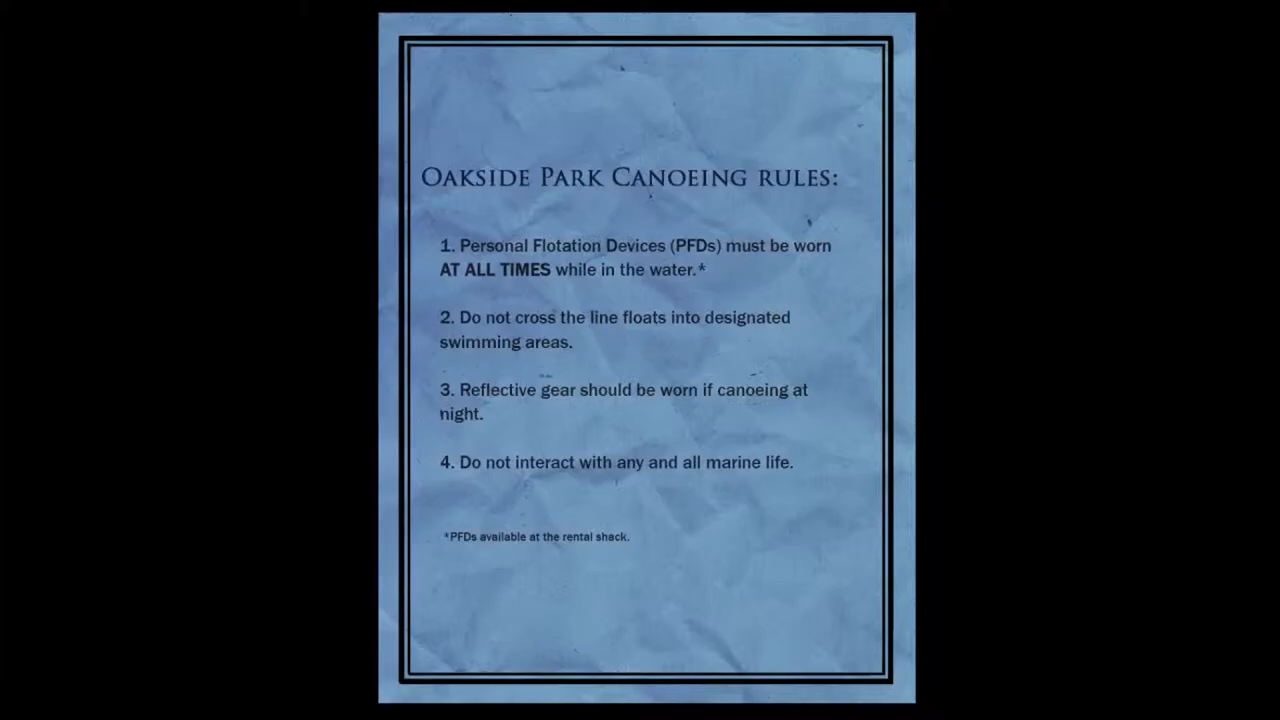 Oakside Park Canoeing rules:
1. Personal Flotation Devices (PFDs) must be worn
AT ALL TIMES while in the water.*
2. Do not cross the line floats into designated
swimming areas.
3. Reflective gear should be worn if canoeing at
night.
4. Do not interact with any and all marine life.
*PFDs available at the rental shack.